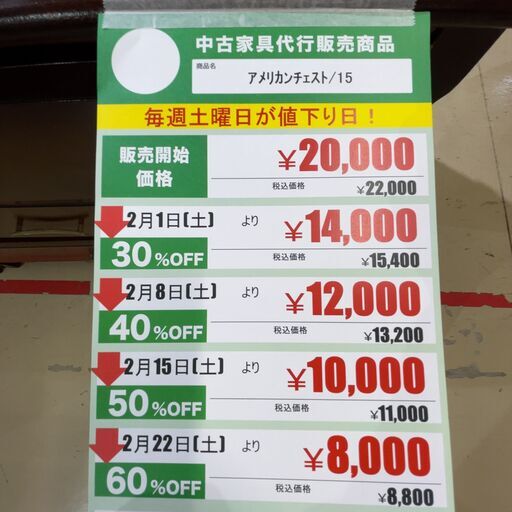 中古家具代行販売商品
商品名
アメリカンチェスト/15
毎週土曜日が値下り日！
販売開始
価格
¥20,000
税込価格
¥22,000
2月1日(土) より
¥14,000
30%OFF
税込価格
¥15,400
2月8日(土) より
¥12,000
40%OFF
税込価格
¥13,200
2月15日(土) より
¥10,000
50%OFF
税込価格
¥11,000
2月22日(土) より
¥8,000
60%OFF
税込価格
¥8,800